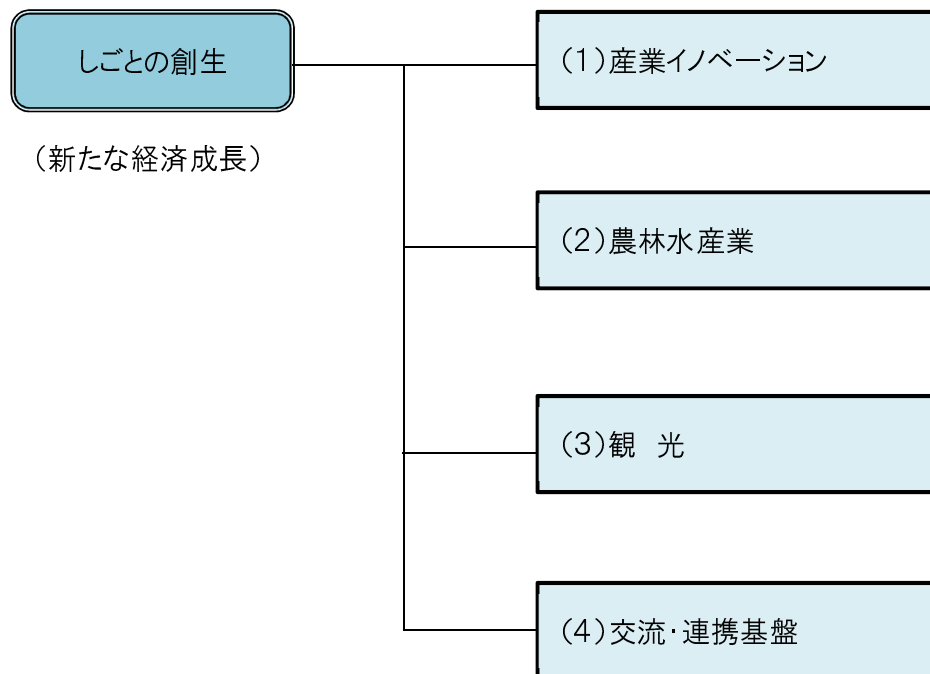 しごとの創生
(新たな経済成長)
(1)産業イノベーション
(2)農林水産業
(3)観　光
(4)交流・連携基盤